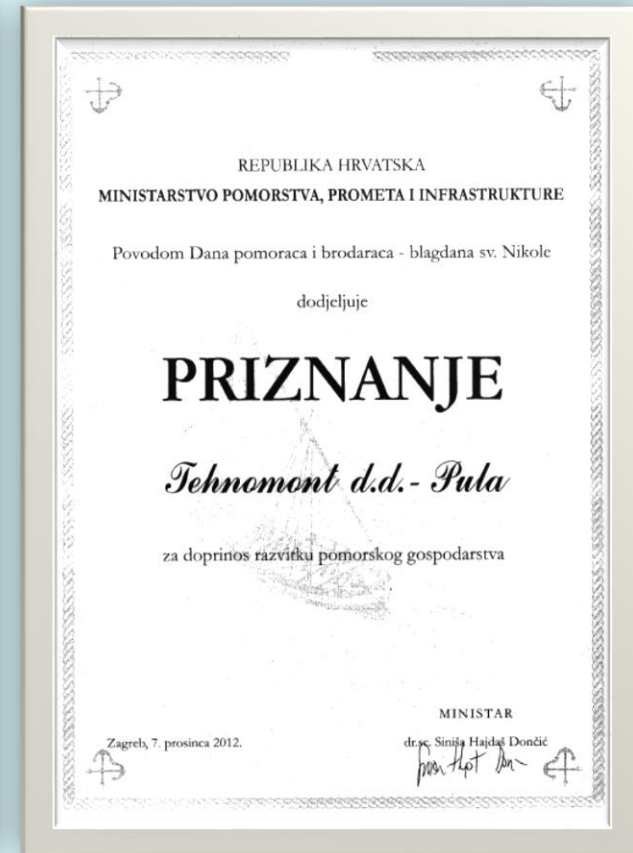 REPUBLIKA HRVATSKA
MINISTARSTVO POMORSTVA, PROMETA I INFRASTRUKTURE
Povodom Dana pomoraca i brodaraca - blagdana sv. Nikole
dodjeljuje
PRIZNANJE
Tehnomont d.d.- Pula
za doprinos razvitku pomorskog gospodarstva
MINISTAR
Zagreb, 7. prosinca 2012.
dr.sc. Siniša Hajdaš Dončić